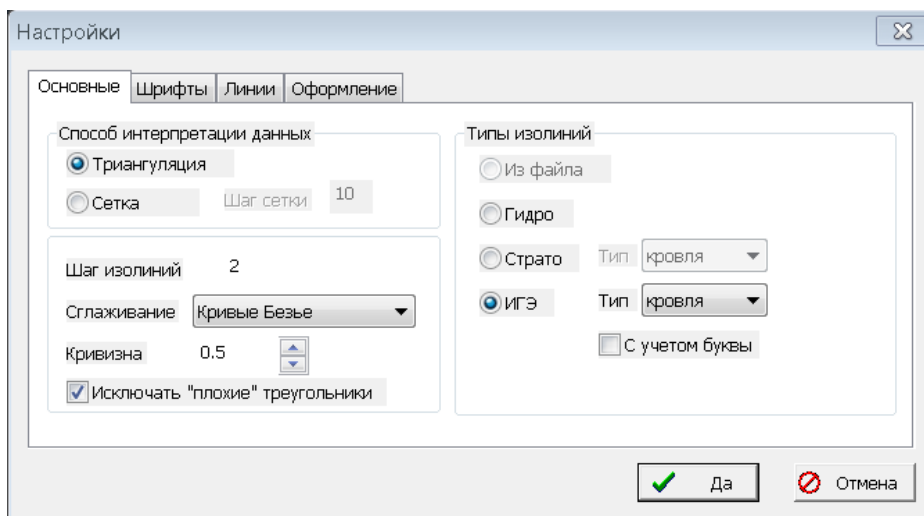 Настройки
Основные Шрифты Линии Оформление
Способ интерпретации данных
Триангуляция
Сетка Шаг сетки 10
Шаг изолиний 2
Сглаживание Кривые Безье
Кривизна 0.5
Исключать "плохие" треугольники
Типы изолиний
Из файла
Гидро
Страто Тип кровля
ИГЭ Тип кровля
С учетом буквы
Да Отмена